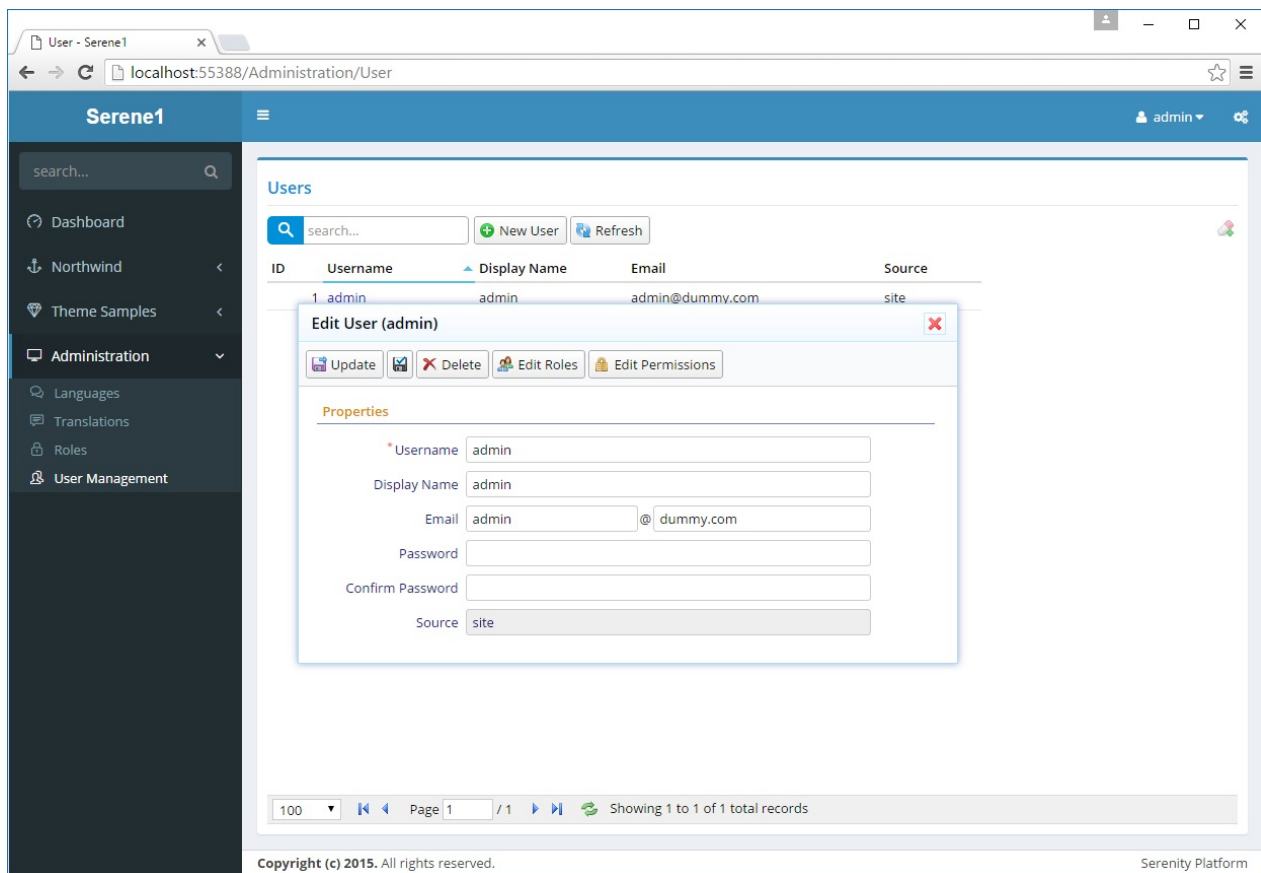 User - Serene1
localhost:55388/Administration/User
Serene1
admin
search...
Dashboard
Northwind
Theme Samples
Administration
Languages
Translations
Roles
User Management
Users
search...
New User
Refresh
ID Username Display Name Email Source
1 admin admin admin@dummy.com site
Edit User (admin)
Update Delete Edit Roles Edit Permissions
Properties
*Username admin
Display Name admin
Email admin @ dummy.com
Password
Confirm Password
Source site
100 Page 1 / 1 Showing 1 to 1 of 1 total records
Copyright (c) 2015. All rights reserved.
Serenity Platform